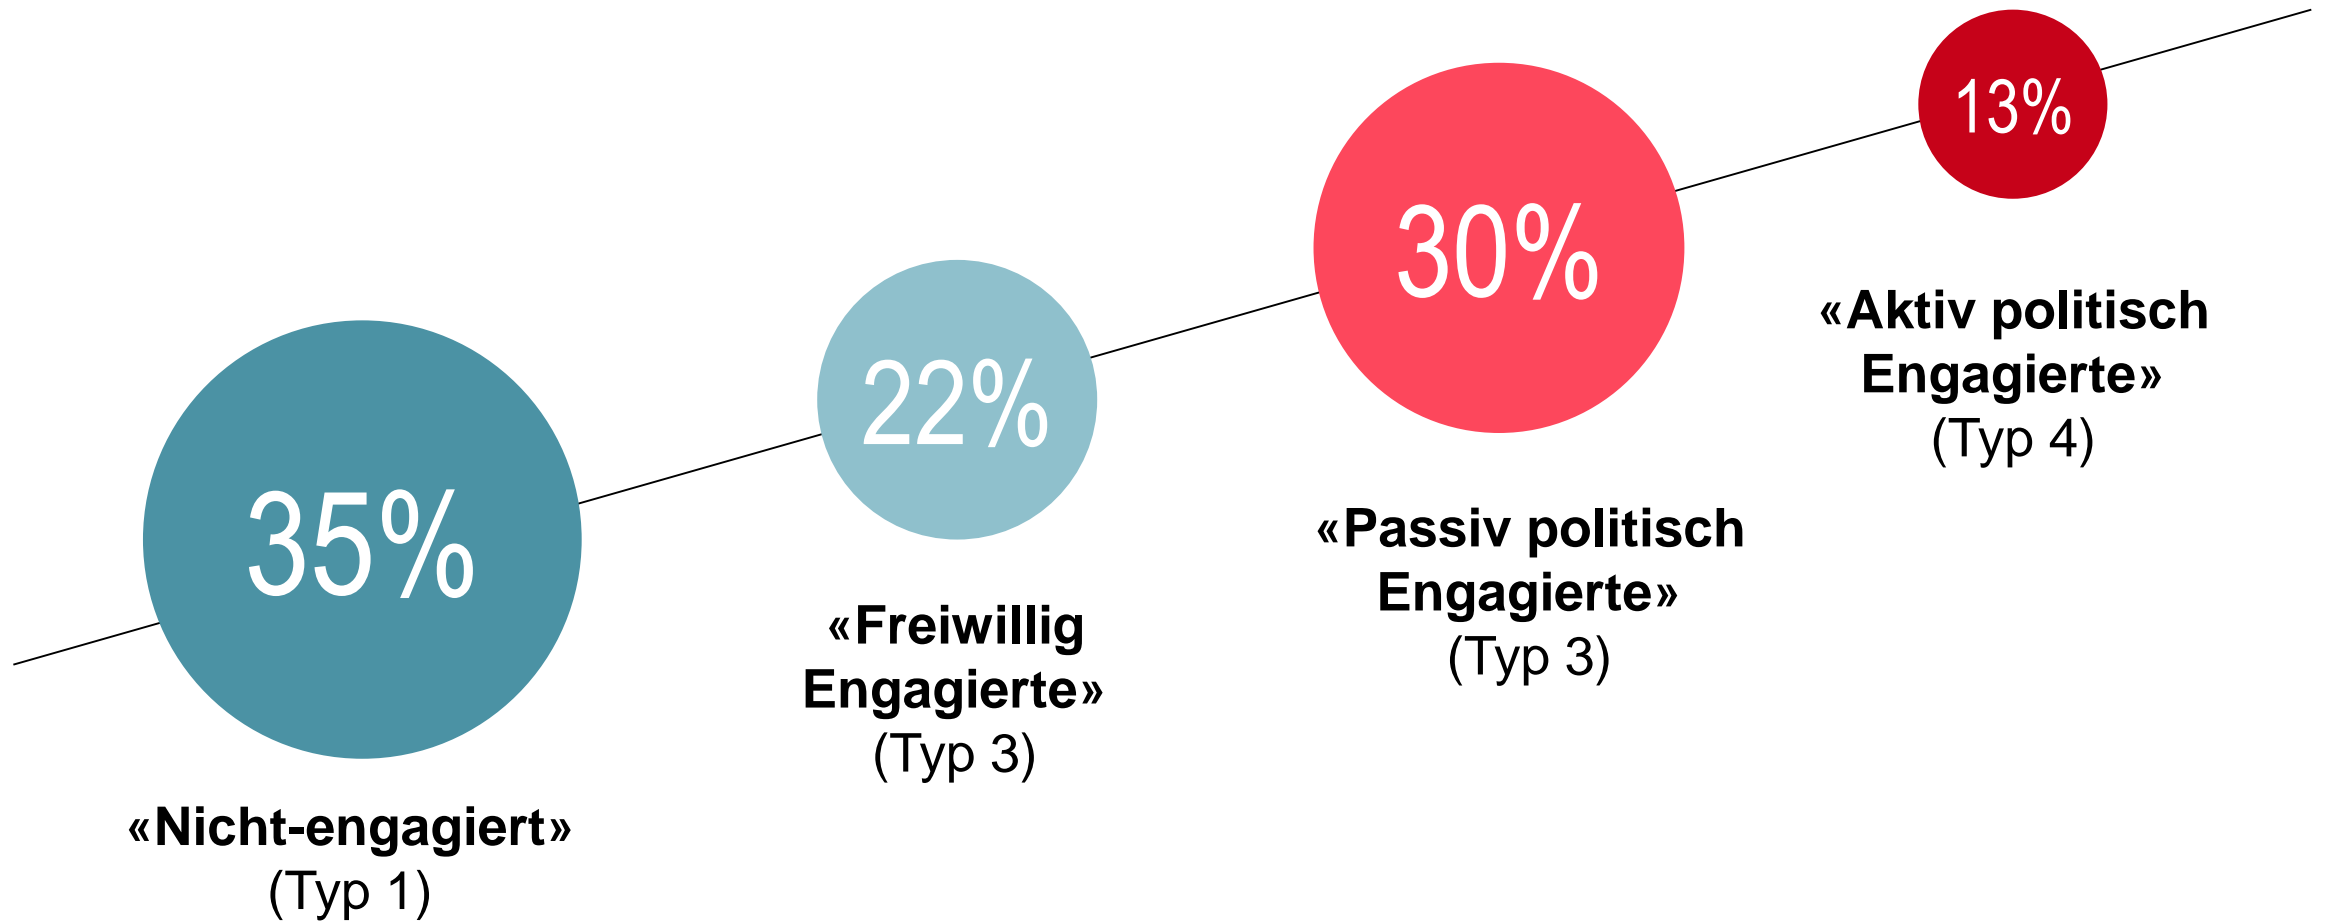 35%
«Nicht-engagiert»
(Typ 1)
22%
«Freiwillig
Engagierte»
(Typ 3)
30%
«Passiv politisch
Engagierte»
(Typ 3)
13%
«Aktiv politisch
Engagierte»
(Typ 4)